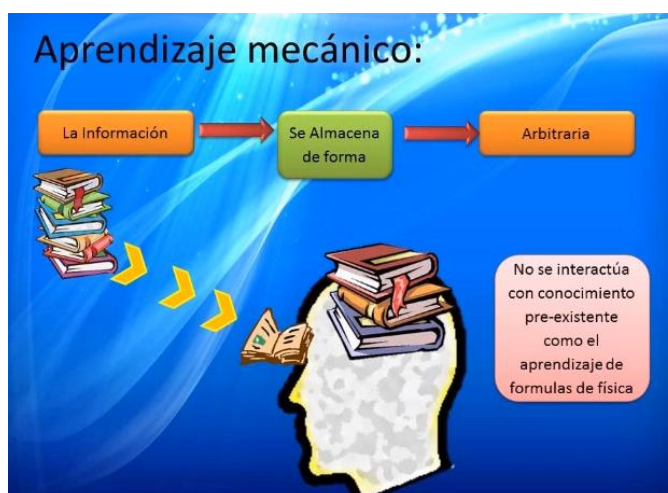 Aprendizaje mecánico:
La Información
Se Almacena
de forma
Arbitraria
No se interactúa
con conocimiento
pre-existente
como el
aprendizaje de
formulas de física